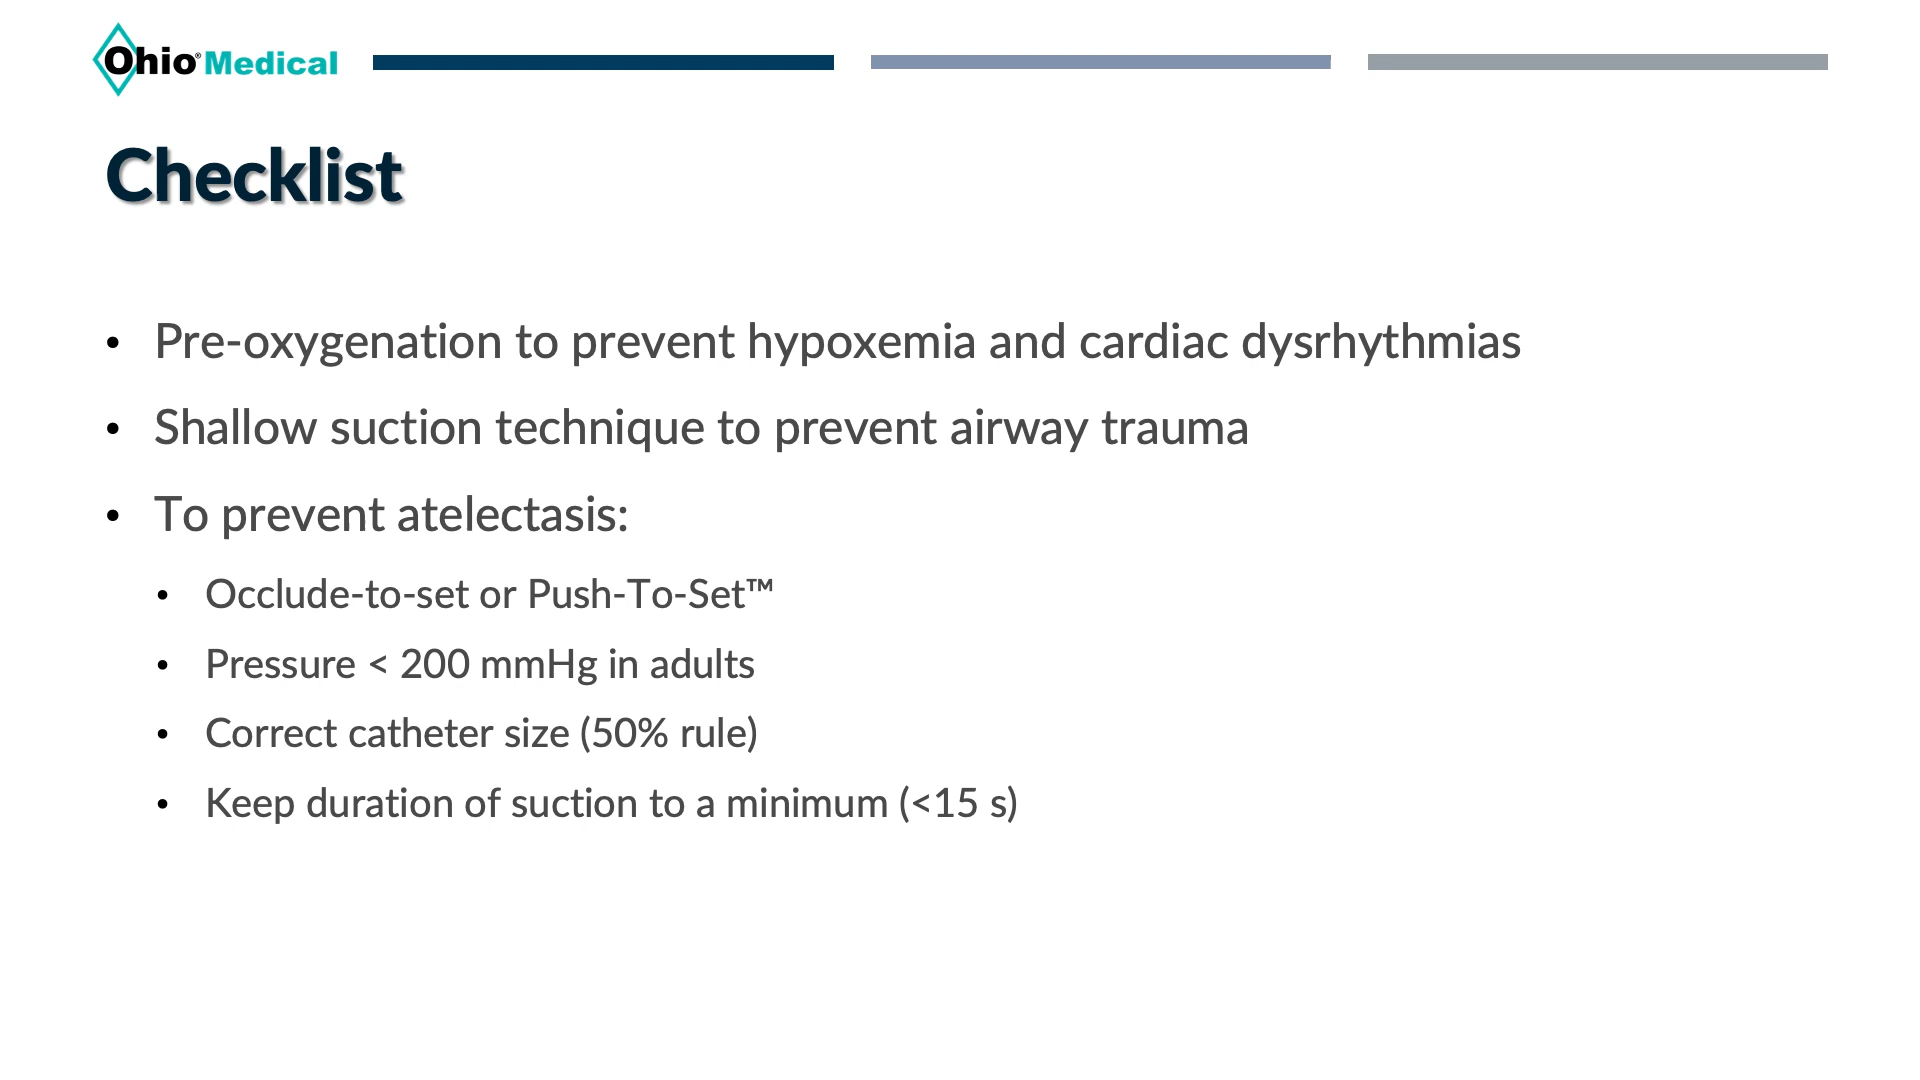 Ohio® Medical
Checklist
• Pre-oxygenation to prevent hypoxemia and cardiac dysrhythmias
• Shallow suction technique to prevent airway trauma
• To prevent atelectasis:
• Occlude-to-set or Push-To-Set™
• Pressure < 200 mmHg in adults
• Correct catheter size (50% rule)
• Keep duration of suction to a minimum (<15 s)